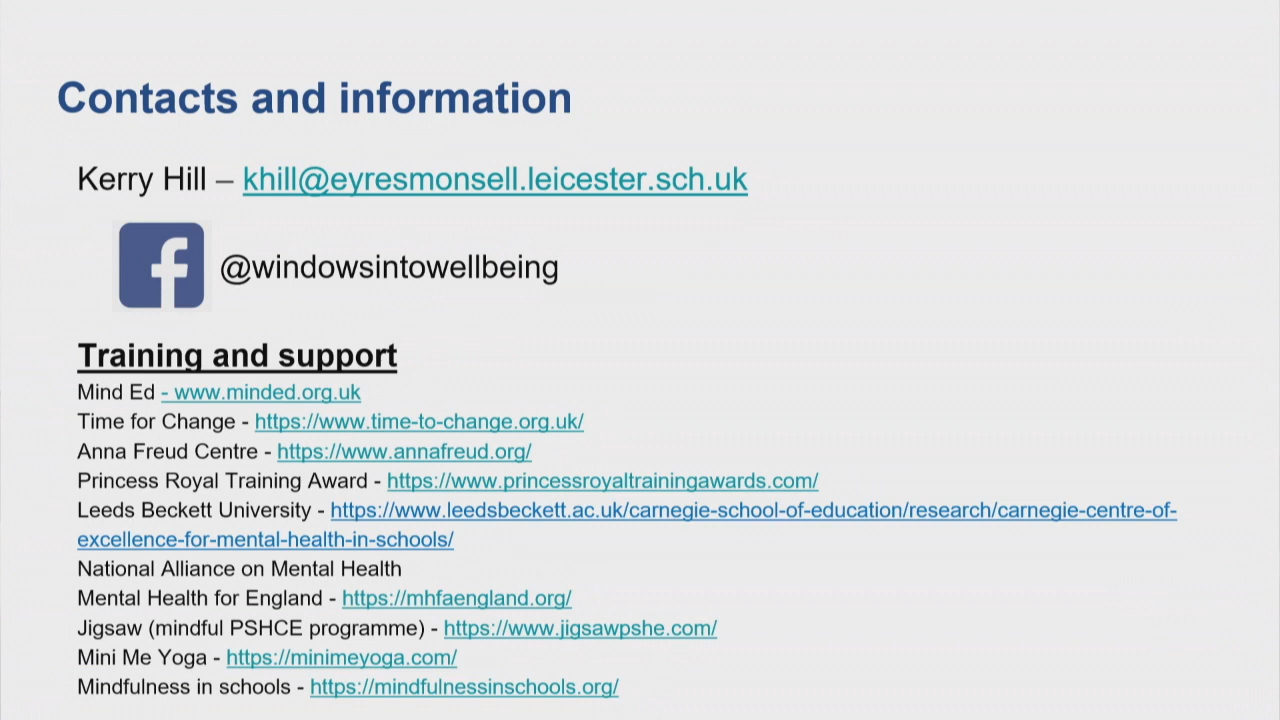 Contacts and information
Kerry Hill – khill@eyresmonsell.leicester.sch.uk
@windowsintowellbeing
Training and support
Mind Ed - www.minded.org.uk
Time for Change - https://www.time-to-change.org.uk/
Anna Freud Centre - https://www.annafreud.org/
Princess Royal Training Award - https://www.princessroyaltrainingawards.com/
Leeds Beckett University - https://www.leedsbeckett.ac.uk/carnegie-school-of-education/research/carnegie-centre-of-
excellence-for-mental-health-in-schools/
National Alliance on Mental Health
Mental Health for England - https://mhfaengland.org/
Jigsaw (mindful PSHCE programme) - https://www.jigsawpshe.com/
Mini Me Yoga - https://minimeyoga.com/
Mindfulness in schools - https://mindfulnessinschools.org/